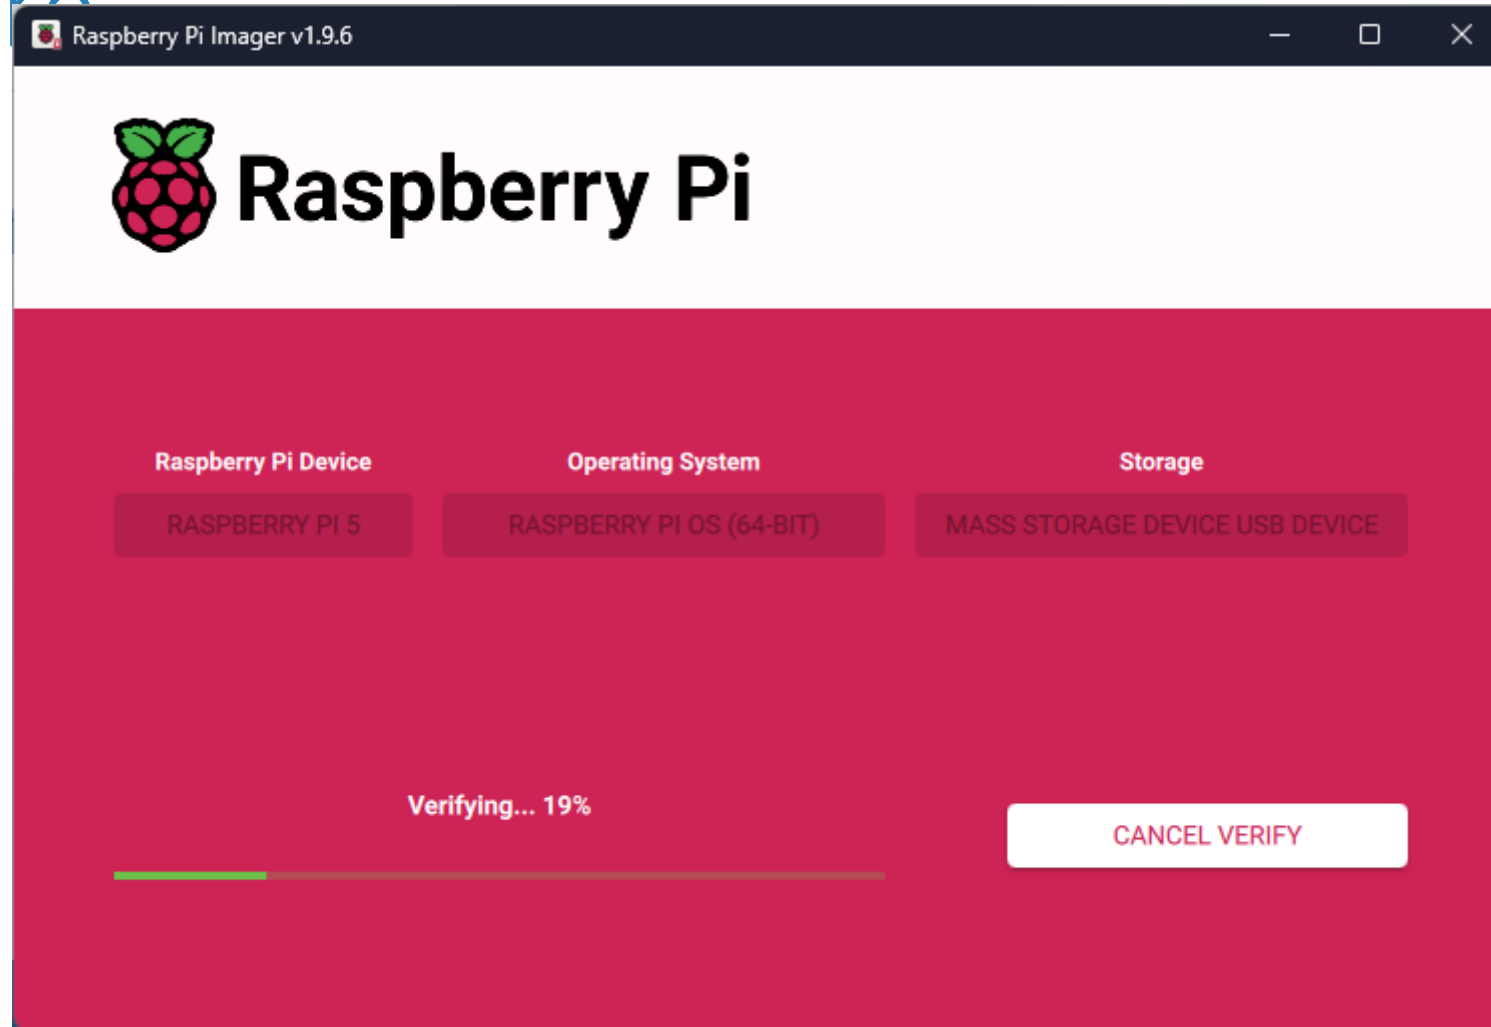 Raspberry Pi Imager v1.9.6
Raspberry Pi
Raspberry Pi Device
Operating System
Storage
RASPBERRY PI 5
RASPBERRY PI OS (64-BIT)
MASS STORAGE DEVICE USB DEVICE
Verifying... 19%
CANCEL VERIFY